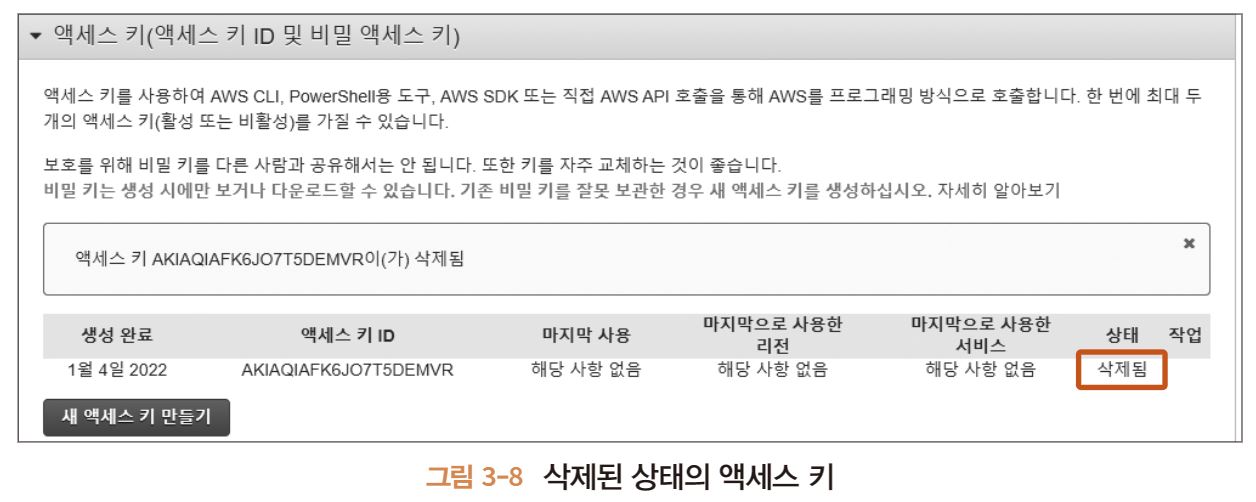 ▼ 액세스 키(액세스 키 ID 및 비밀 액세스 키)
액세스 키를 사용하여 AWS CLI, PowerShell용 도구, AWS SDK 또는 직접 AWS API 호출을 통해 AWS를 프로그래밍 방식으로 호출합니다. 한 번에 최대 두
개의 액세스 키(활성 또는 비활성)를 가질 수 있습니다.
보호를 위해 비밀 키를 다른 사람과 공유해서는 안 됩니다. 또한 키를 자주 교체하는 것이 좋습니다.
비밀 키는 생성 시에만 보거나 다운로드할 수 있습니다. 기존 비밀 키를 잘못 보관한 경우 새 액세스 키를 생성하십시오. 자세히 알아보기
액세스 키 AKIAQIAFK6JO7T5DEMVR이(가) 삭제됨 ✖
생성 완료 액세스 키 ID 마지막 사용 마지막으로 사용한 리전 마지막으로 사용한 서비스 상태 작업
1월 4일 2022 AKIAQIAFK6JO7T5DEMVR 해당 사항 없음 해당 사항 없음 해당 사항 없음 삭제됨
새 액세스 키 만들기
그림 3-8 삭제된 상태의 액세스 키